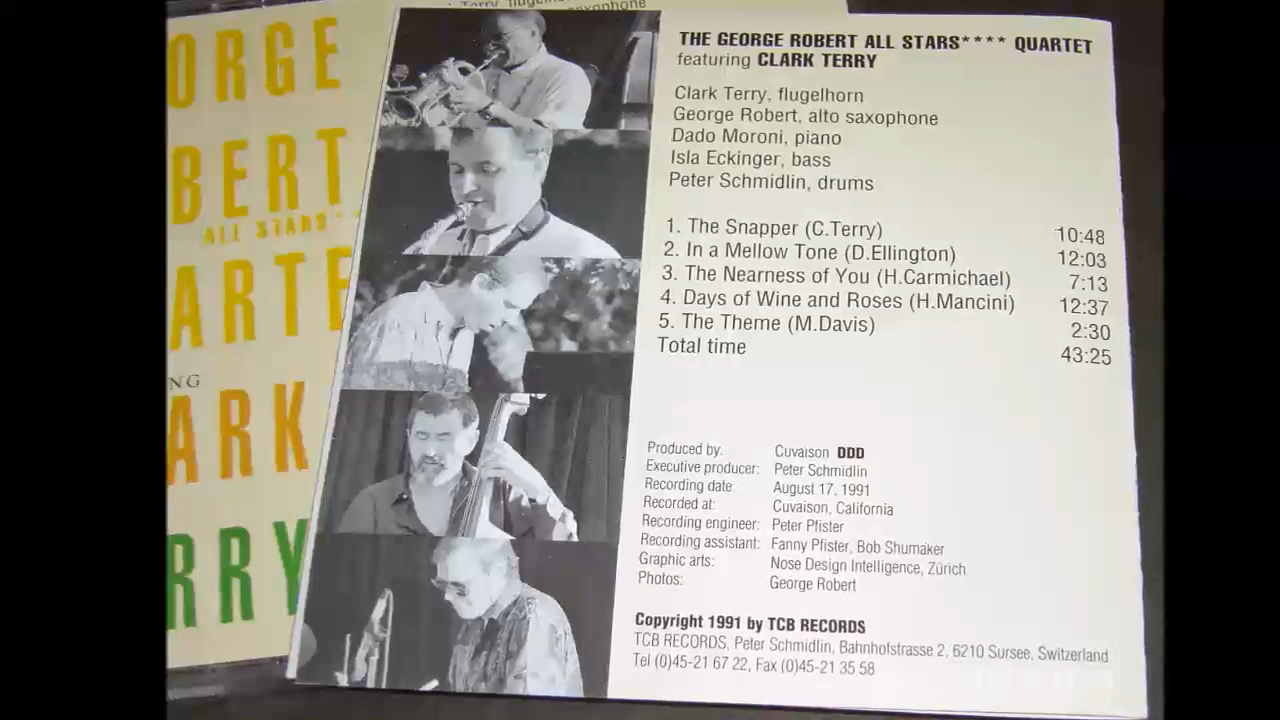 Terry, flugelh
saxophone
ORGE
BERT
ALL STARS**
ARTE
NG
ARK
RRY
THE GEORGE ROBERT ALL STARS**** QUARTET
featuring CLARK TERRY
Clark Terry, flugelhorn
George Robert, alto saxophone
Dado Moroni, piano
Isla Eckinger, bass
Peter Schmidlin, drums
1. The Snapper (C.Terry) 10:48
2. In a Mellow Tone (D.Ellington) 12:03
3. The Nearness of You (H.Carmichael) 7:13
4. Days of Wine and Roses (H.Mancini) 12:37
5. The Theme (M.Davis) 2:30
Total time 43:25
Produced by: Cuvaison DDD
Executive producer: Peter Schmidlin
Recording date: August 17, 1991
Recorded at: Cuvaison, California
Recording engineer: Peter Pfister
Recording assistant: Fanny Pfister, Bob Shumaker
Graphic arts: Nose Design Intelligence, Zürich
Photos: George Robert
Copyright 1991 by TCB RECORDS
TCB RECORDS, Peter Schmidlin, Bahnhofstrasse 2, 6210 Sursee, Switzerland
Tel (0)45-21 67 22, Fax (0)45-21 35 58